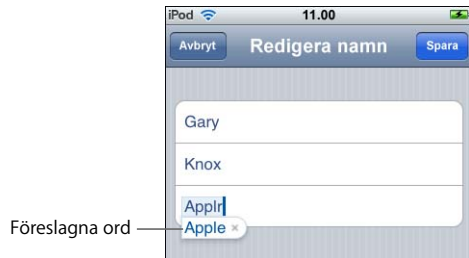 iPod 11.00
Avbryt Redigera namn Spara
Gary
Knox
Applr
Föreslagna ord Apple ×